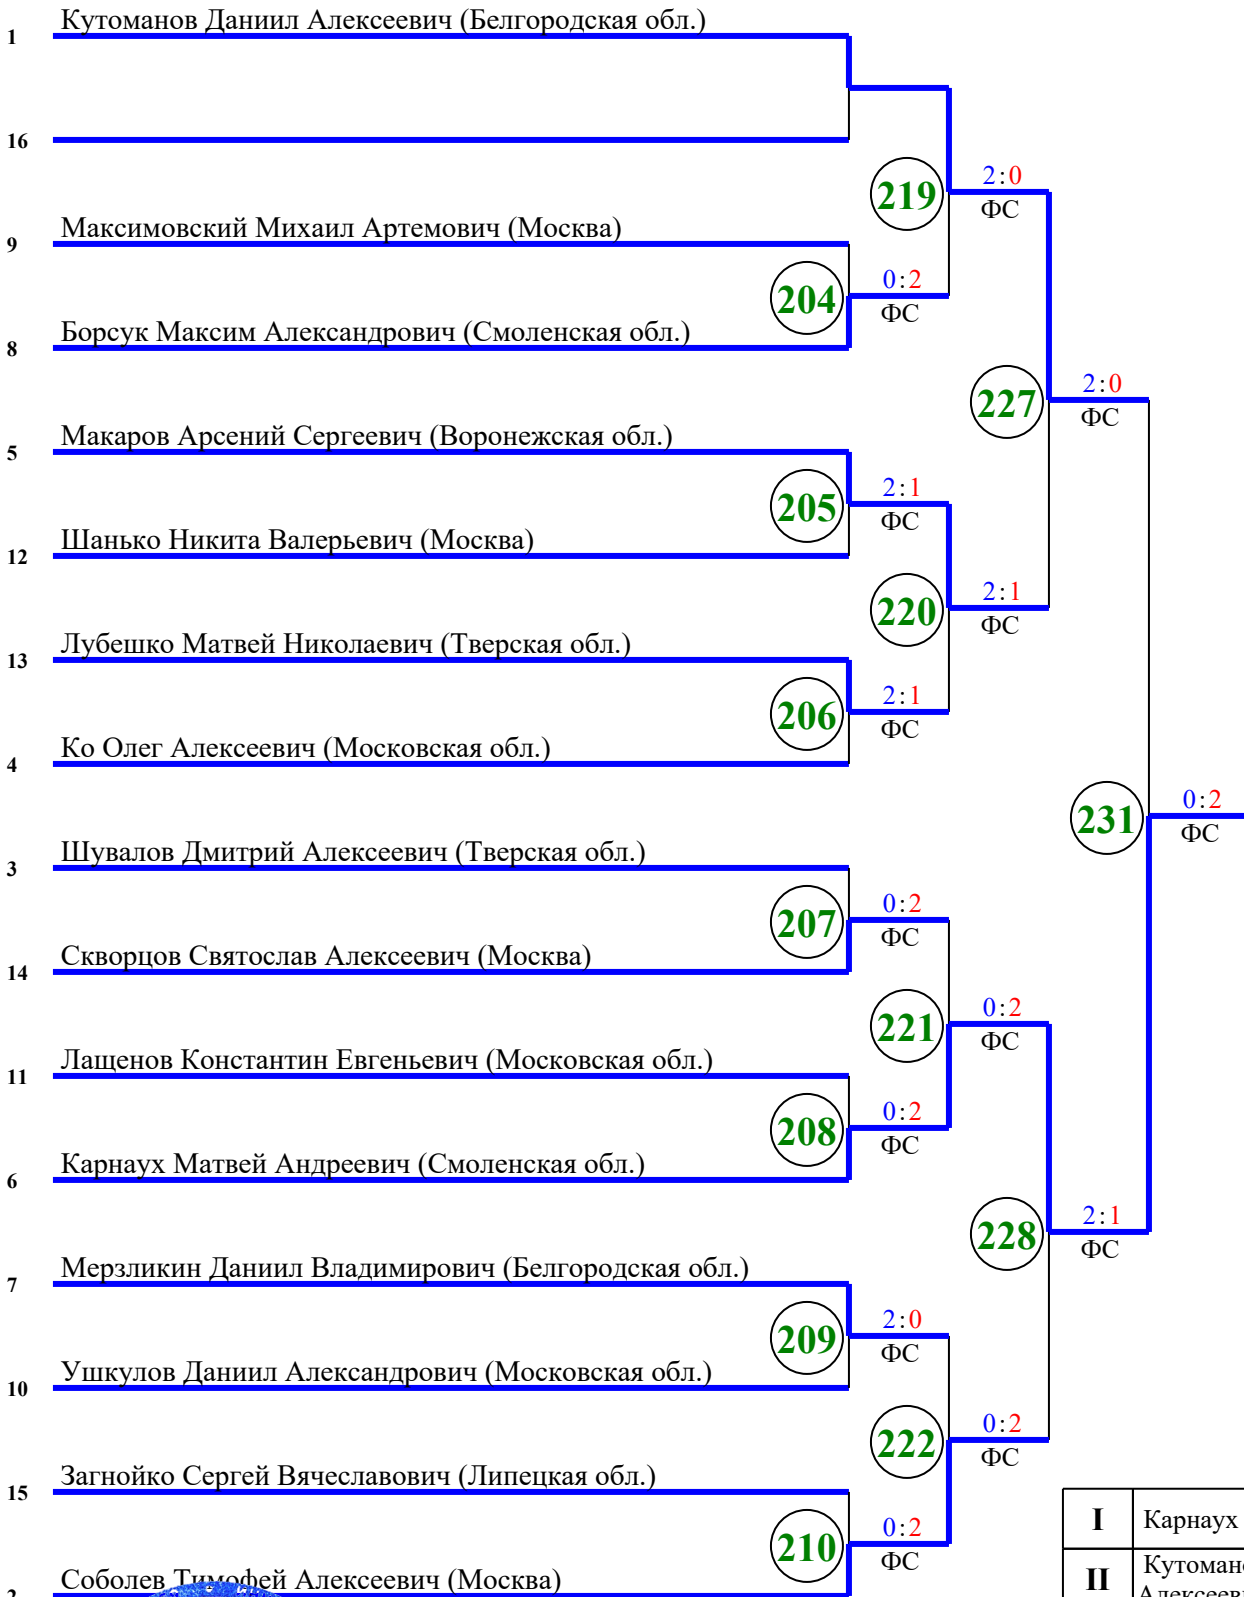 1 Кутоманов Даниил Алексеевич (Белгородская обл.)
16
219 2:0
ФС
9 Максимовский Михаил Артемович (Москва)
204 0:2
ФС
8 Борсук Максим Александрович (Смоленская обл.)
227 2:0
ФС
5 Макаров Арсений Сергеевич (Воронежская обл.)
205 2:1
ФС
12 Шанько Никита Валерьевич (Москва)
220 2:1
ФС
13 Лубешко Матвей Николаевич (Тверская обл.)
206 2:1
ФС
4 Ко Олег Алексеевич (Московская обл.)
231 0:2
ФС
3 Шувалов Дмитрий Алексеевич (Тверская обл.)
207 0:2
ФС
14 Скворцов Святослав Алексеевич (Москва)
221 0:2
ФС
11 Лащенов Константин Евгеньевич (Московская обл.)
208 0:2
ФС
6 Карнаух Матвей Андреевич (Смоленская обл.)
228 2:1
ФС
7 Мерзликин Даниил Владимирович (Белгородская обл.)
209 2:0
ФС
10 Ушкулов Даниил Александрович (Московская обл.)
222 0:2
ФС
15 Загнойко Сергей Вячеславович (Липецкая обл.)
210 0:2
ФС
Соболев Тимофей Алексеевич (Москва)
I Карнаух
II